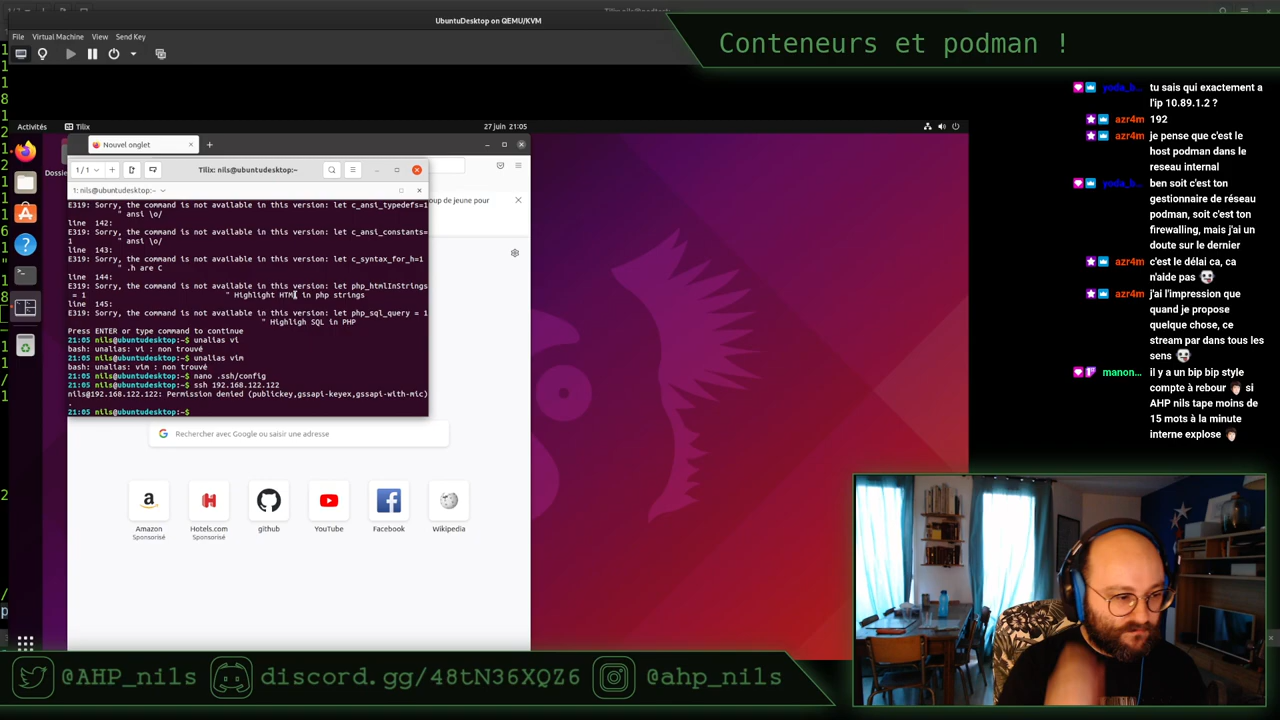 UbuntuDesktop on QEMU/KVM
File Virtual Machine View Send Key
Conteneurs et podman !
Activités Tilix 27 juin 21:05
Nouvel onglet
1 / 1 Tilix: nils@ubuntudesktop:~
1: nils@ubuntudesktop:~
oup de jeune pour
E319: Sorry, the command is not available in this version: let c_ansi_typedefs=1
" ansi \o/
line 142:
E319: Sorry, the command is not available in this version: let c_ansi_constants=
1 " ansi \o/
line 143:
E319: Sorry, the command is not available in this version: let c_syntax_for_h=1
" .h are C
line 144:
E319: Sorry, the command is not available in this version: let php_htmlInStrings
= 1 " Highlight HTML in php strings
line 145:
E319: Sorry, the command is not available in this version: let php_sql_query = 1
" Highligh SQL in PHP
Press ENTER or type command to continue
21:05 nils@ubuntudesktop:~$ unalias vi
bash: unalias: vi : non trouvé
21:05 nils@ubuntudesktop:~$ unalias vim
bash: unalias: vim : non trouvé
21:05 nils@ubuntudesktop:~$ nano .ssh/config
21:05 nils@ubuntudesktop:~$ ssh 192.168.122.122
nils@192.168.122.122: Permission denied (publickey,gssapi-keyex,gssapi-with-mic)
.
21:05 nils@ubuntudesktop:~$
Rechercher avec Google ou saisir une adresse
Amazon Hotels.com github YouTube Facebook Wikipedia
Sponsorisé Sponsorisé
yoda_b... tu sais qui exactement a
l'ip 10.89.1.2 ?
azr4m 192
azr4m je pense que c'est le
host podman dans le
reseau internal
yoda_b... ben soit c'est ton
gestionnaire de réseau
podman, soit c'est ton
firewalling, mais j'ai un
doute sur le dernier
azr4m c'est le délai ca, ca
n'aide pas
azr4m j'ai l'impression que
quand je propose
quelque chose, ce
stream par dans tous les
sens
manon... il y a un bip bip style
compte à rebour si
AHP nils tape moins de
15 mots à la minute
interne explose
@AHP_nils discord.gg/48tN36XQZ6 @ahp_nils